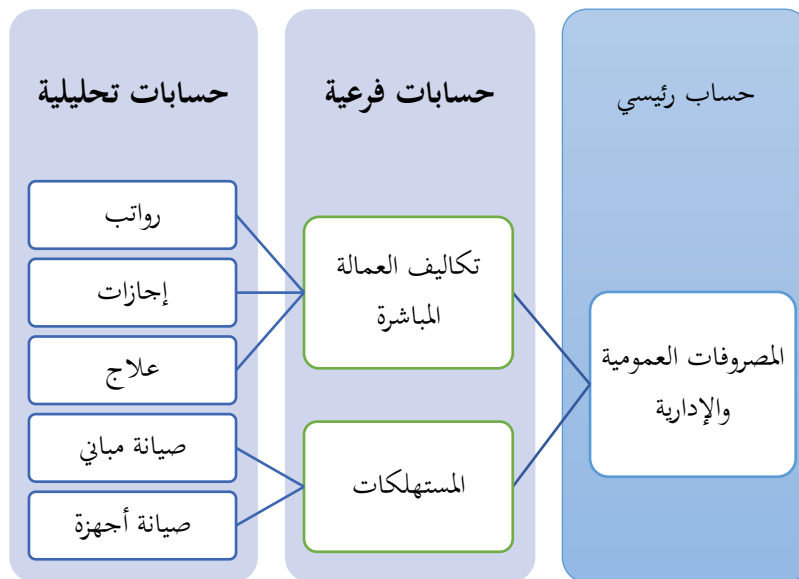 حساب رئيسي
المصروفات العمومية
والإدارية
حسابات فرعية
تكاليف العمالة
المباشرة
المستهلكات
حسابات تحليلية
رواتب
إجازات
علاج
صيانة مباني
صيانة أجهزة